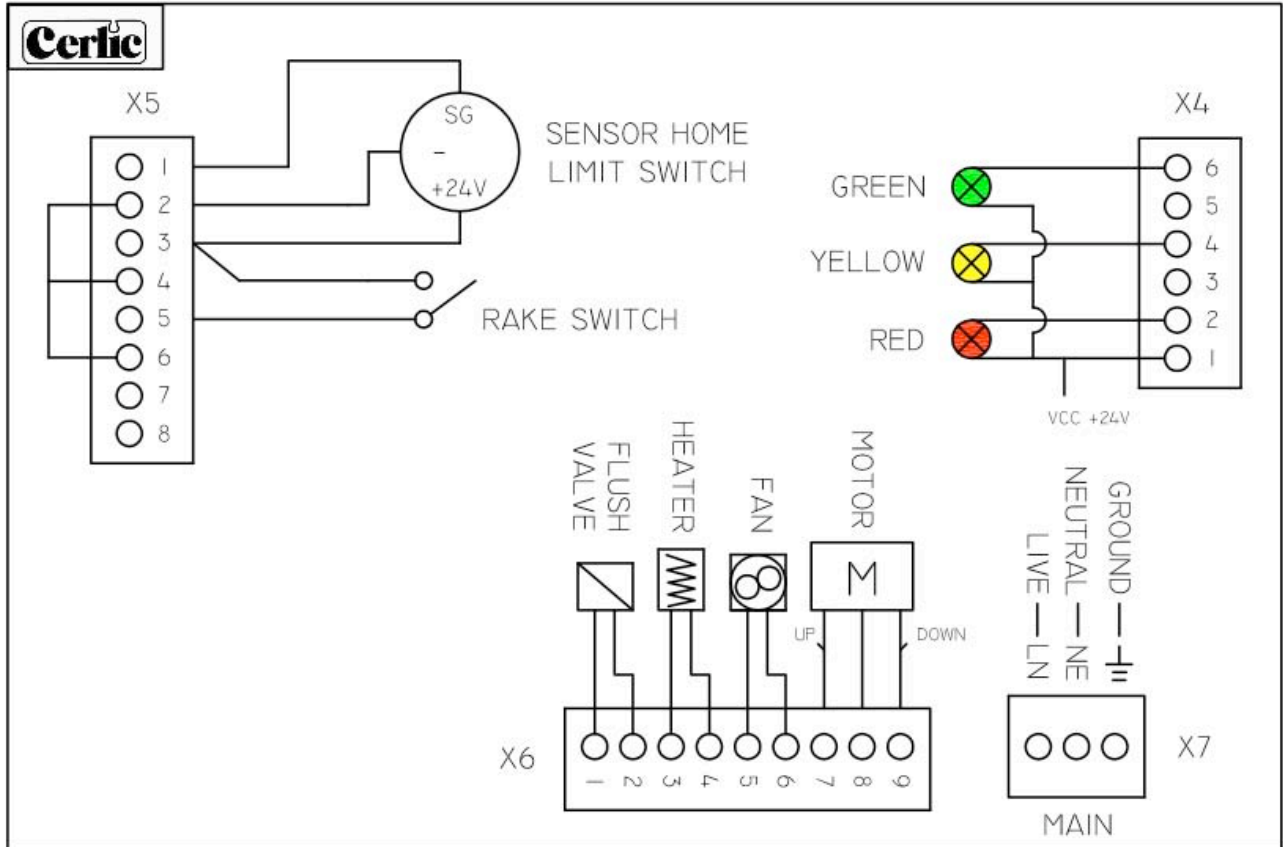 Cerlic
X5
1
2
3
4
5
6
7
8
SG
-
+24V
SENSOR HOME
LIMIT SWITCH
RAKE SWITCH
X4
6
5
4
3
2
1
GREEN
YELLOW
RED
VCC +24V
FLUSH
VALVE
HEATER
FAN
MOTOR
M
UP
DOWN
X6
1
2
3
4
5
6
7
8
9
LIVE — LN
NEUTRAL — NE
GROUND —
X7
MAIN